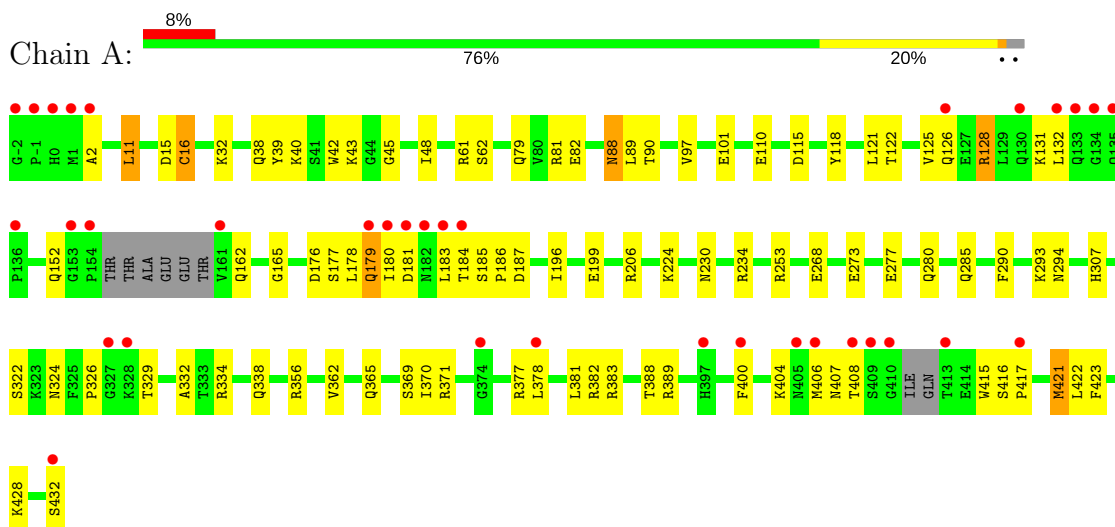 8%
Chain A:
76% 20% • •
G-2 P-1 H0 M1 A2 L11 D15 C16 K32 Q38 Y39 K40 S41 W42 K43 G44 G45 I48 R61 S62 Q79 V80 R81 E82 N88 L89 T90 V97 E101 E110 D115 Y118 L121 T122 V125 Q126 E127 R128 L129 Q130 K131 L132 Q133 G134
P136 Q152 G153 P154 THR THR ALA GLU GLU THR V161 Q162 G165 D176 S177 L178 Q179 I180 D181 N182 L183 T184 S185 P186 D187 I196 E199 R206 K224 N230 R234 R253 E268 E273 E277 Q280 Q285 F290 K293 N294 H307
S322 K323 N324 F325 P326 G327 K328 T329 A332 T333 R334 Q338 R356 V362 Q365 S369 I370 R371 G374 R377 L378 L381 R382 R383 T388 R389 H397 F400 K404 N405 M406 N407 T408 S409 G410 ILE GLN T413 E414 W415 S416 P417 M421 L422 F423
K428 S432